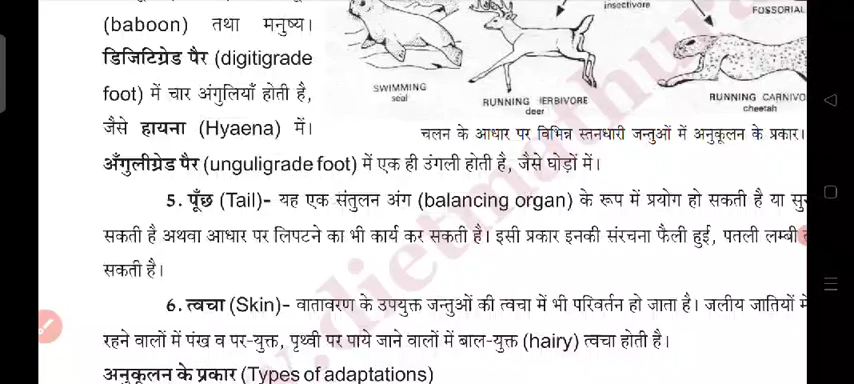 insectivore
FOSSORIAL
(baboon) तथा मनुष्य।
डिजिटिग्रेड पैर (digitigrade
foot) में चार अंगुलियाँ होती है,
SWIMMING
seal
RUNNING HERBIVORE
deer
RUNNING CARNIVO
cheetah
जैसे हायना (Hyaena) में।
चलन के आधार पर विभिन्न स्तनधारी जन्तुओं में अनुकूलन के प्रकार।
अँगुलीग्रेड पैर (unguligrade foot) में एक ही उंगली होती है, जैसे घोड़ों में।
5. पूँछ (Tail)- यह एक संतुलन अंग (balancing organ) के रूप में प्रयोग हो सकती है या
सकती है अथवा आधार पर लिपटने का भी कार्य कर सकती है। इसी प्रकार इनकी संरचना फैली हुई, पतली लम्बी
सकती है।
6. त्वचा (Skin)- वातावरण के उपयुक्त जन्तुओं की त्वचा में भी परिवर्तन हो जाता है। जलीय जातियों में
रहने वालों में पंख व पर-युक्त, पृथ्वी पर पाये जाने वालों में बाल-युक्त (hairy) त्वचा होती है।
अनुकूलन के प्रकार (Types of adaptations)